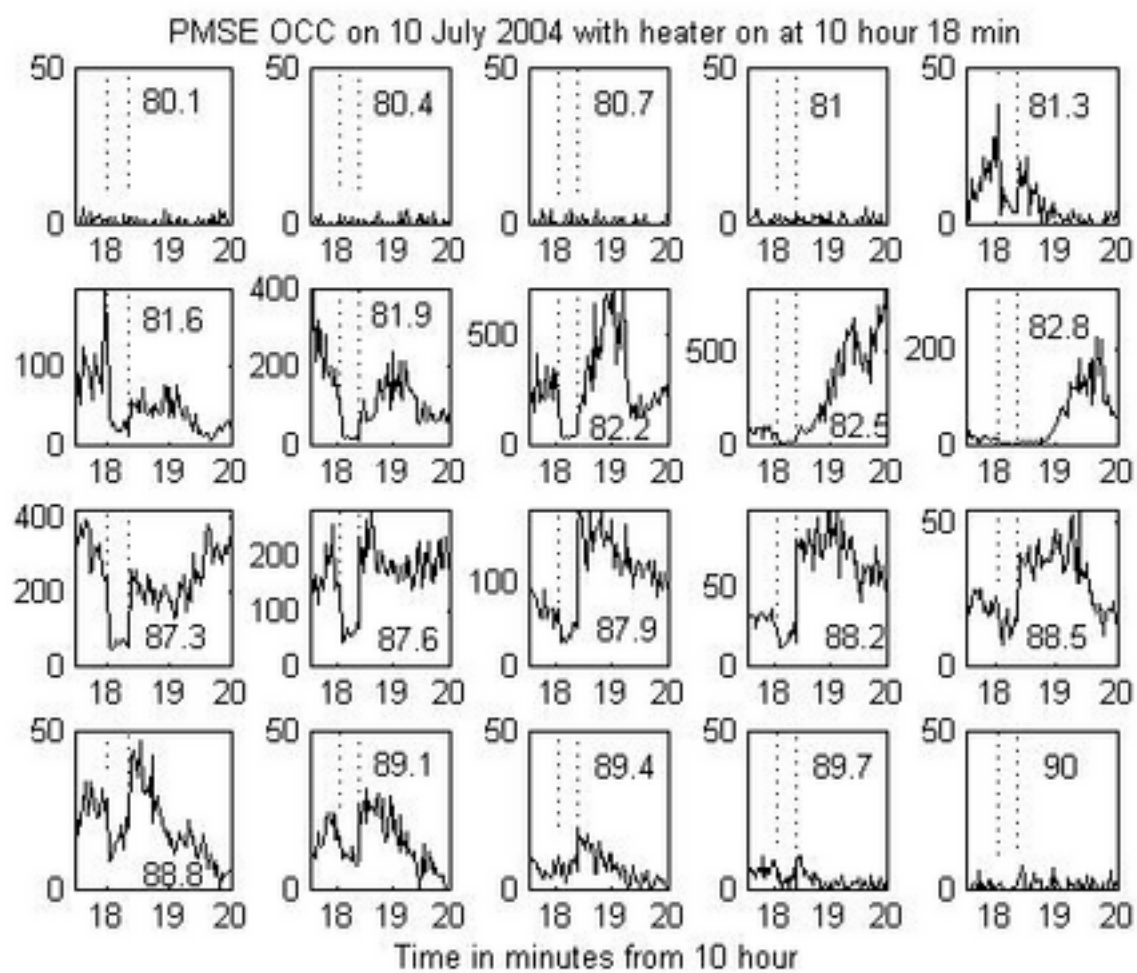 PMSE OCC on 10 July 2004 with heater on at 10 hour 18 min
50 50 50 50 50
80.1 80.4 80.7 81 81.3
0 0 0 0 0
18 19 20 18 19 20 18 19 20 18 19 20 18 19 20
400
81.6 81.9 82.8
500 500 200
100 200
82.2 82.5
0 0 0 0 0
18 19 20 18 19 20 18 19 20 18 19 20 18 19 20
400 50
200
200 100 50
100
87.3 87.6 87.9 88.2 88.5
0 0 0 0 0
18 19 20 18 19 20 18 19 20 18 19 20 18 19 20
50 50 50 50 50
89.1 89.4 89.7 90
88.8
0 0 0 0 0
18 19 20 18 19 20 18 19 20 18 19 20 18 19 20
Time in minutes from 10 hour